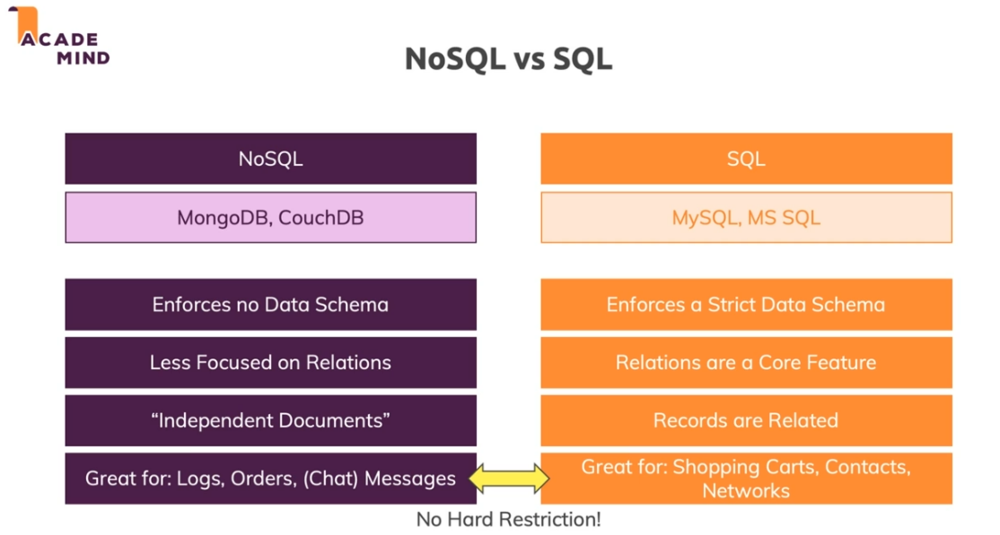 ACADE
MIND
NoSQL vs SQL
NoSQL
SQL
MongoDB, CouchDB
MySQL, MS SQL
Enforces no Data Schema
Enforces a Strict Data Schema
Less Focused on Relations
Relations are a Core Feature
“Independent Documents”
Records are Related
Great for: Logs, Orders, (Chat) Messages
Great for: Shopping Carts, Contacts,
Networks
No Hard Restriction!